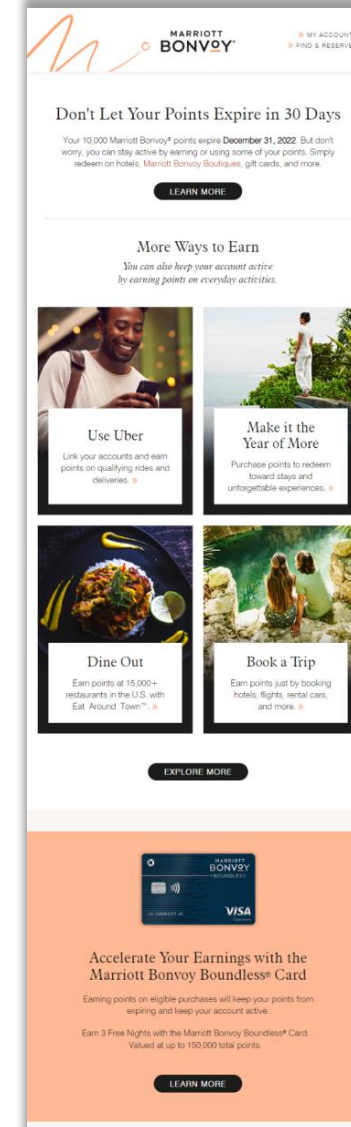 MARRIOTT
BONVOY®
» MY ACCOUNT
» FIND & RESERVE
Don't Let Your Points Expire in 30 Days
Your 10,000 Marriott Bonvoy® points expire December 31, 2022. But don't
worry, you can stay active by earning or using some of your points. Simply
redeem on hotels, Marriott Bonvoy Boutiques, gift cards, and more.
LEARN MORE
More Ways to Earn
You can also keep your account active
by earning points on everyday activities.
Use Uber
Link your accounts and earn
points on qualifying rides and
deliveries. »
Make it the
Year of More
Purchase points to redeem
toward stays and
unforgettable experiences. »
Dine Out
Earn points at 15,000+
restaurants in the U.S. with
Eat Around Town™. »
Book a Trip
Earn points just by booking
hotels, flights, rental cars,
and more. »
EXPLORE MORE
MARRIOTT
BONVOY
BOUNDLESS
VISA
Signature
Accelerate Your Earnings with the
Marriott Bonvoy Boundless® Card
Earning points on eligible purchases will keep your points from
expiring and keep your account active.
Earn 3 Free Nights with the Marriott Bonvoy Boundless® Card.
Valued at up to 150,000 total points.
LEARN MORE